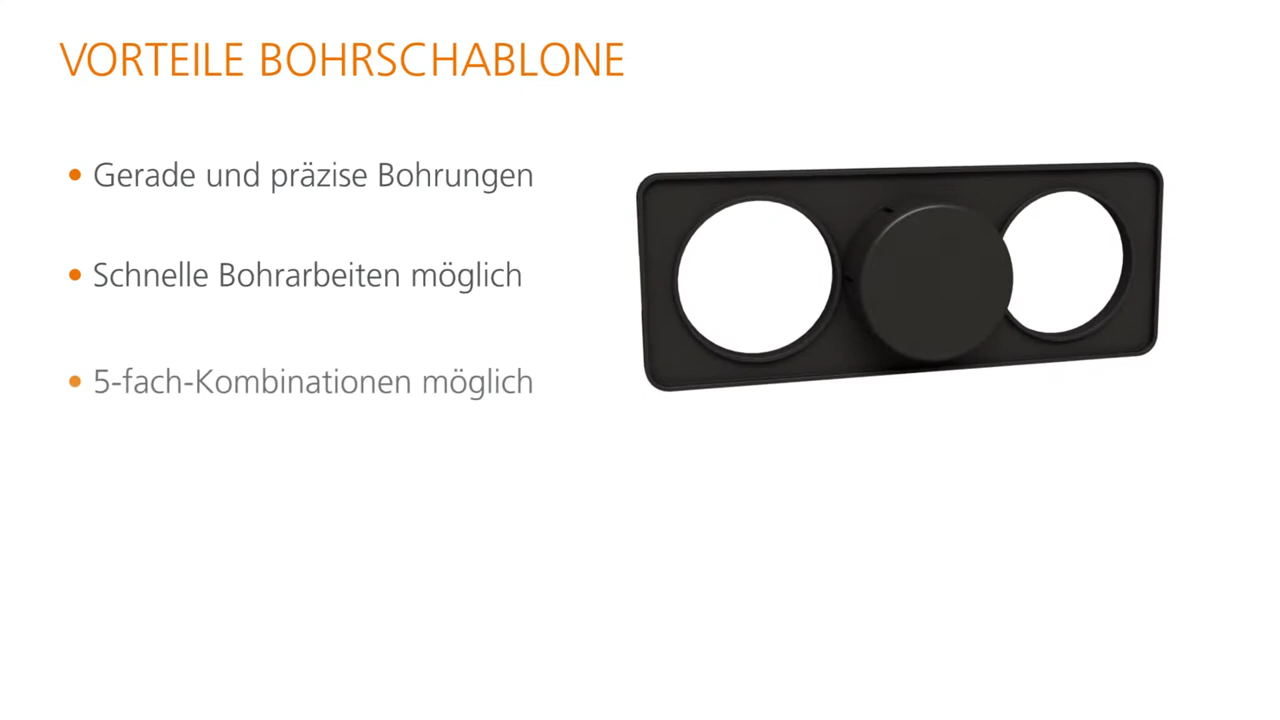 VORTEILE BOHRSCHABLONE
• Gerade und präzise Bohrungen
• Schnelle Bohrarbeiten möglich
• 5-fach-Kombinationen möglich